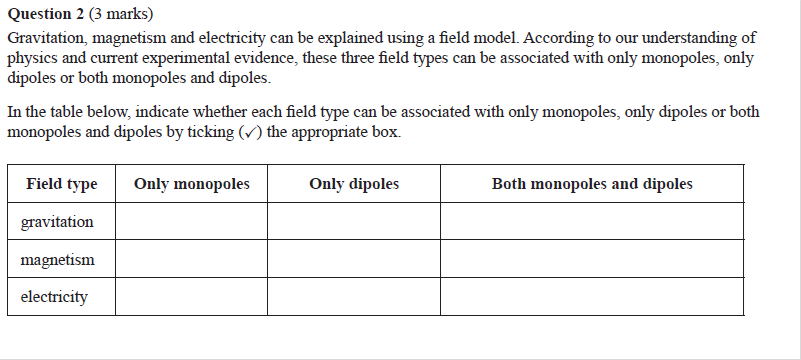 Question 2 (3 marks)
Gravitation, magnetism and electricity can be explained using a field model. According to our understanding of
physics and current experimental evidence, these three field types can be associated with only monopoles, only
dipoles or both monopoles and dipoles.
In the table below, indicate whether each field type can be associated with only monopoles, only dipoles or both
monopoles and dipoles by ticking (✓) the appropriate box.
Field type Only monopoles Only dipoles Both monopoles and dipoles
gravitation
magnetism
electricity